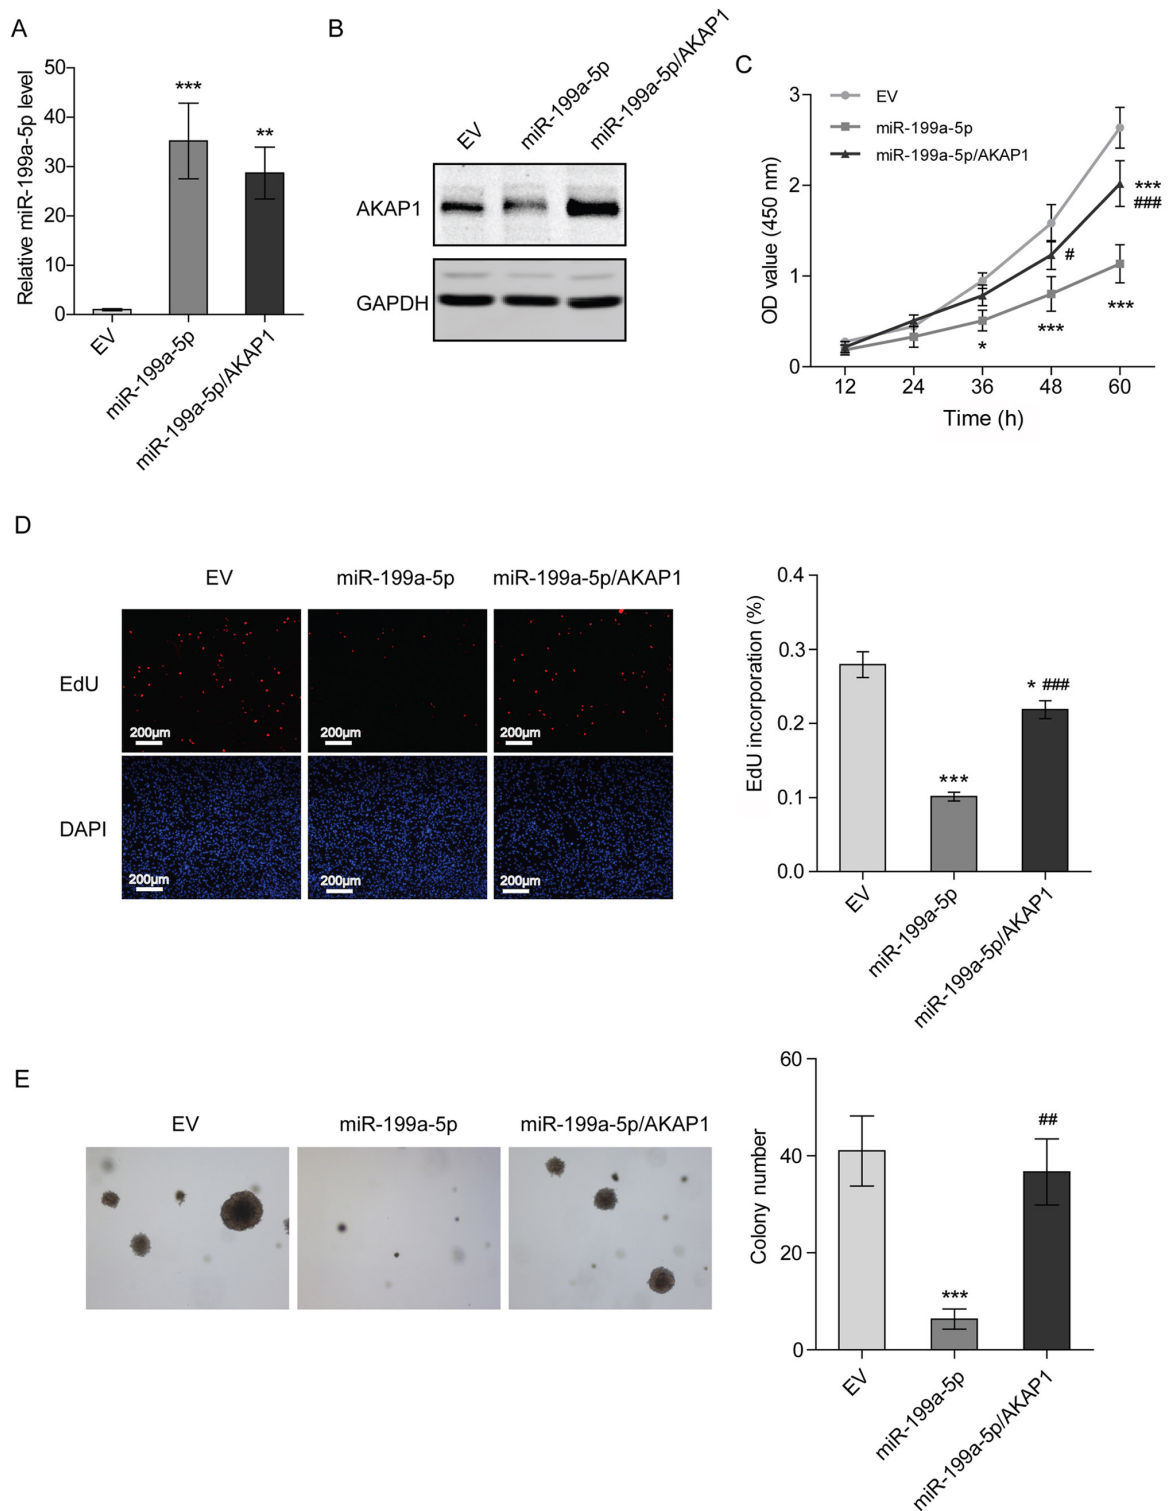 A
Relative miR-199a-5p level
50
40
30
20
10
0
***
**
EV
miR-199a-5p
miR-199a-5p/AKAP1
B
EV
miR-199a-5p
miR-199a-5p/AKAP1
AKAP1
GAPDH
C
EV
miR-199a-5p
miR-199a-5p/AKAP1
OD value (450 nm)
3
2
1
0
***
###
#
***
***
*
12 24 36 48 60
Time (h)
D
EV miR-199a-5p miR-199a-5p/AKAP1
EdU
200µm 200µm 200µm
DAPI
200µm 200µm 200µm
EdU incorporation (%)
0.4
0.3
0.2
0.1
0.0
***
* ###
EV
miR-199a-5p
miR-199a-5p/AKAP1
E
EV miR-199a-5p miR-199a-5p/AKAP1
Colony number
60
40
20
0
***
##
EV
miR-199a-5p
miR-199a-5p/AKAP1